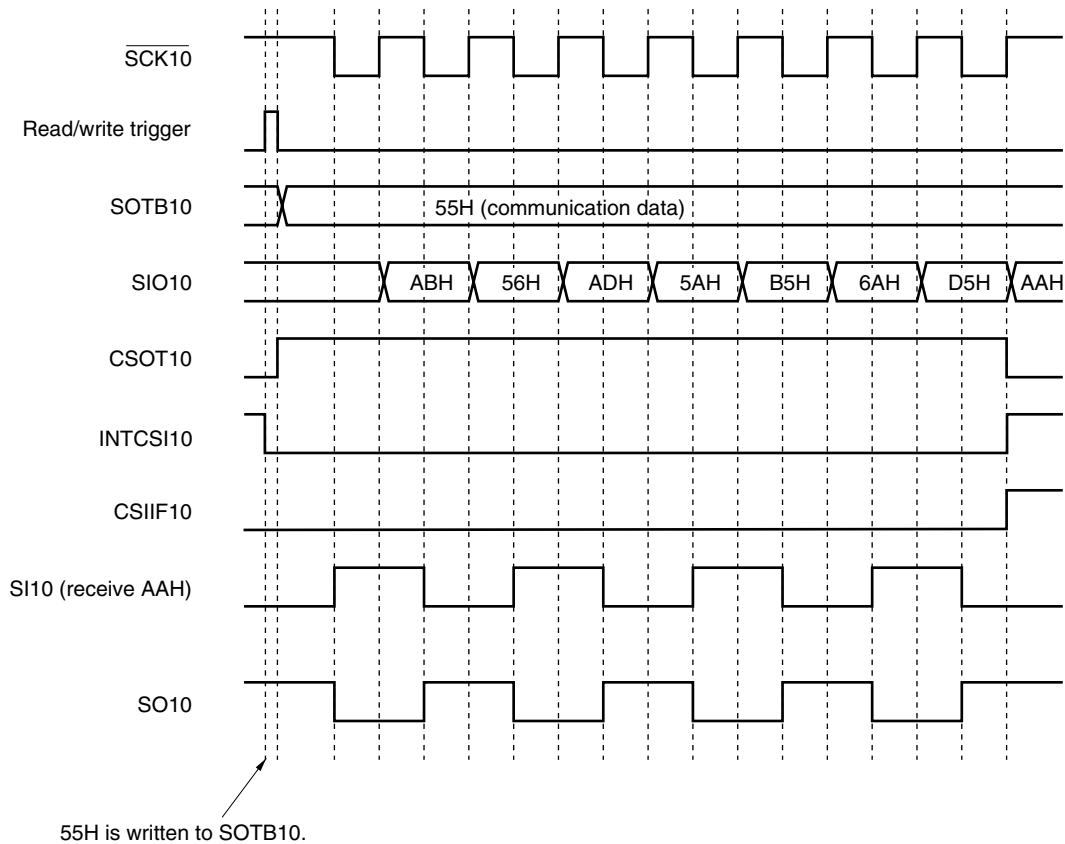 SCK10
Read/write trigger
SOTB10
55H (communication data)
SIO10
ABH 56H ADH 5AH B5H 6AH D5H AAH
CSOT10
INTCSI10
CSIIF10
SI10 (receive AAH)
SO10
55H is written to SOTB10.